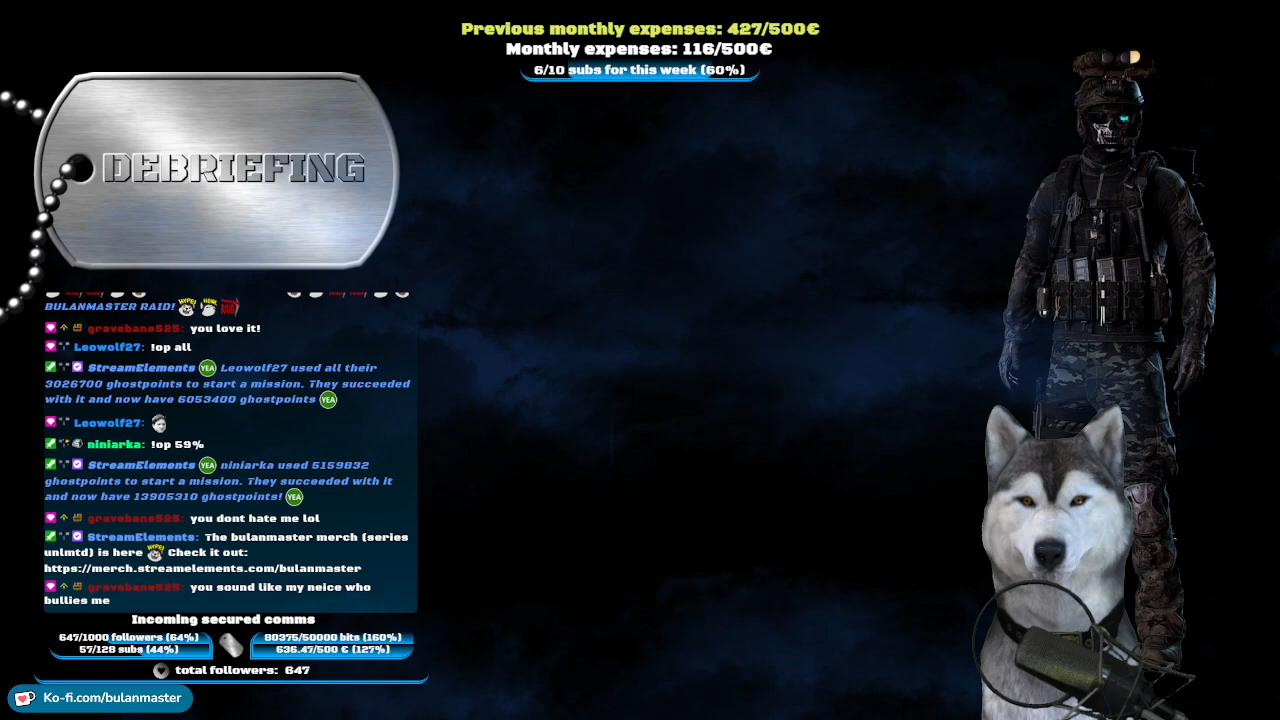 Previous monthly expenses: 427/500€
Monthly expenses: 116/500€
6/10 subs for this week (60%)
DEBRIEFING
BULANMASTER RAID!
gravebane525: you love it!
Leowolf27: !op all
StreamElements YEA Leowolf27 used all their
3026700 ghostpoints to start a mission. They succeeded
with it and now have 6053400 ghostpoints YEA
Leowolf27:
niniarka: !op 59%
StreamElements YEA niniarka used 5159832
ghostpoints to start a mission. They succeeded with it
and now have 13905310 ghostpoints! YEA
gravebane525: you dont hate me lol
StreamElements: The bulanmaster merch (series
unlmtd) is here HYPE! Check it out:
https://merch.streamelements.com/bulanmaster
gravebane525: you sound like my neice who
bullies me
Incoming secured comms
647/1000 followers (64%)
80375/50000 bits (160%)
57/128 subs (44%)
636.47/500 € (127%)
total followers: 647
Ko-fi.com/bulanmaster